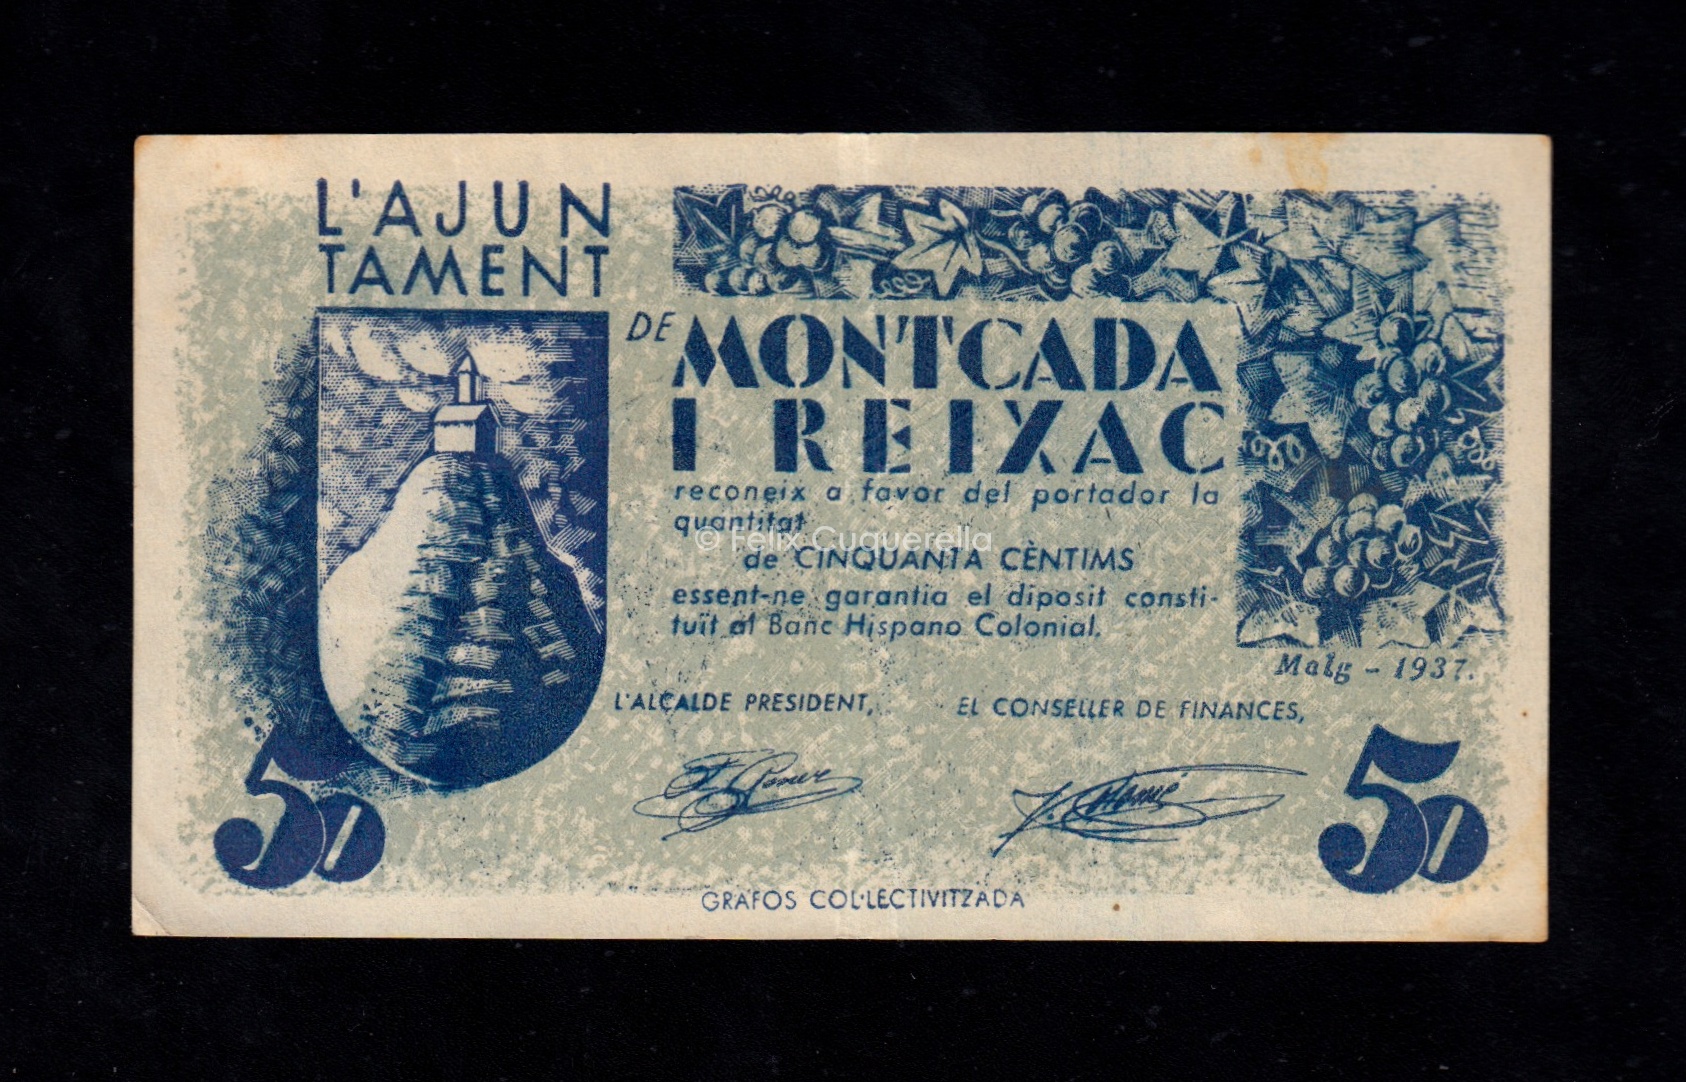 L'AJUN
TAMENT
DE MONTCADA
I REIXAC
reconeix a favor del portador la
quantitat
© Felix Cuquerella
de CINQUANTA CÈNTIMS
essent-ne garantia el diposit consti-
tuït al Banc Hispano Colonial.
Maig - 1937.
L'ALCALDE PRESIDENT,
EL CONSELLER DE FINANCES,
50
50
GRAFOS COL·LECTIVITZADA